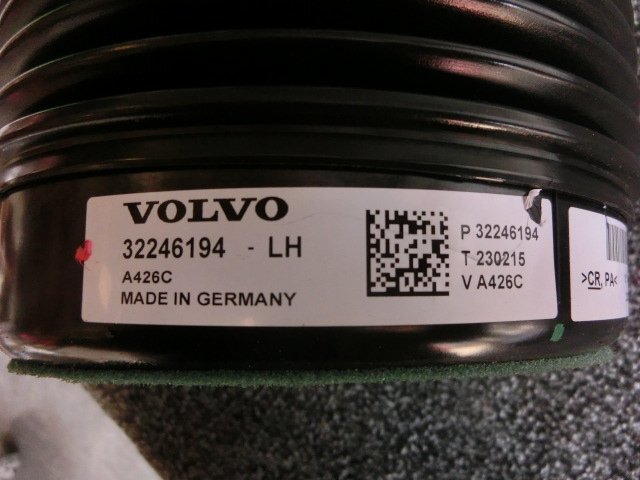 VOLVO
32246194 - LH
A426C
MADE IN GERMANY
P 32246194
T 230215
V A426C
>CR, PA<